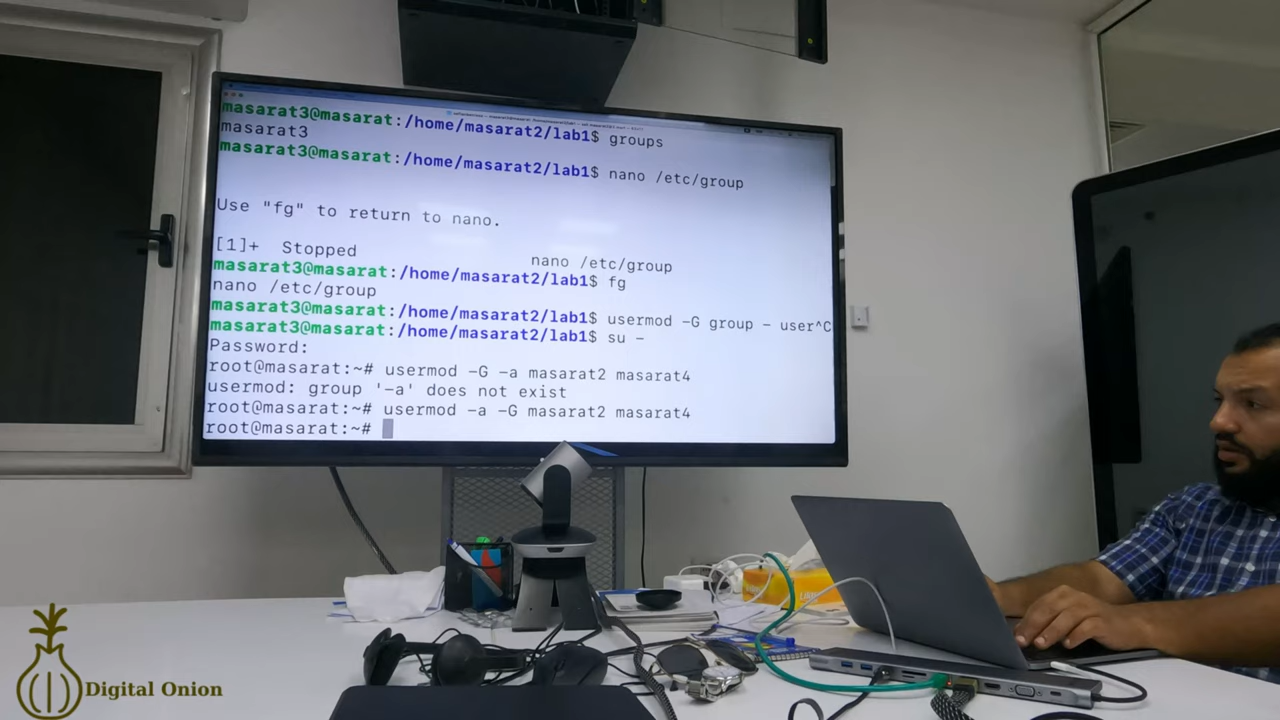 masarat3@masarat:/home/masarat2/lab1$ groups
masarat3
masarat3@masarat:/home/masarat2/lab1$ nano /etc/group
Use "fg" to return to nano.
[1]+ Stopped nano /etc/group
masarat3@masarat:/home/masarat2/lab1$ fg
nano /etc/group
masarat3@masarat:/home/masarat2/lab1$ usermod -G group - user^C
masarat3@masarat:/home/masarat2/lab1$ su -
Password:
root@masarat:~# usermod -G -a masarat2 masarat4
usermod: group '-a' does not exist
root@masarat:~# usermod -a -G masarat2 masarat4
root@masarat:~#
Digital Onion